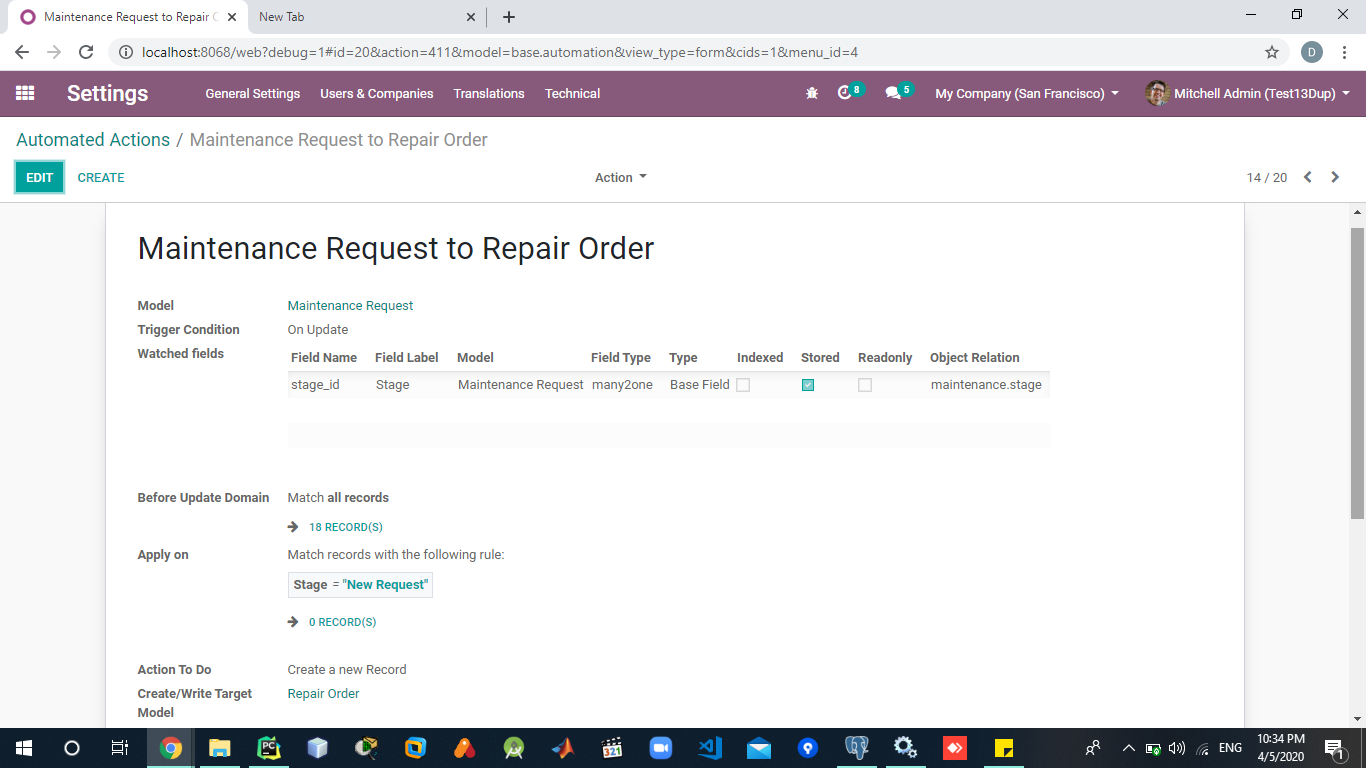 Maintenance Request to Repair O
New Tab
localhost:8068/web?debug=1#id=20&action=411&model=base.automation&view_type=form&cids=1&menu_id=4
D
Settings
General Settings Users & Companies Translations Technical
8 5 My Company (San Francisco) Mitchell Admin (Test13Dup)
Automated Actions / Maintenance Request to Repair Order
EDIT CREATE Action 14 / 20
Maintenance Request to Repair Order
Model Maintenance Request
Trigger Condition On Update
Watched fields
Field Name Field Label Model Field Type Type Indexed Stored Readonly Object Relation
stage_id Stage Maintenance Request many2one Base Field maintenance.stage
Before Update Domain Match all records
18 RECORD(S)
Apply on Match records with the following rule:
Stage = "New Request"
0 RECORD(S)
Action To Do Create a new Record
Create/Write Target Repair Order
Model
PC
321
ENG
10:34 PM
4/5/2020
1